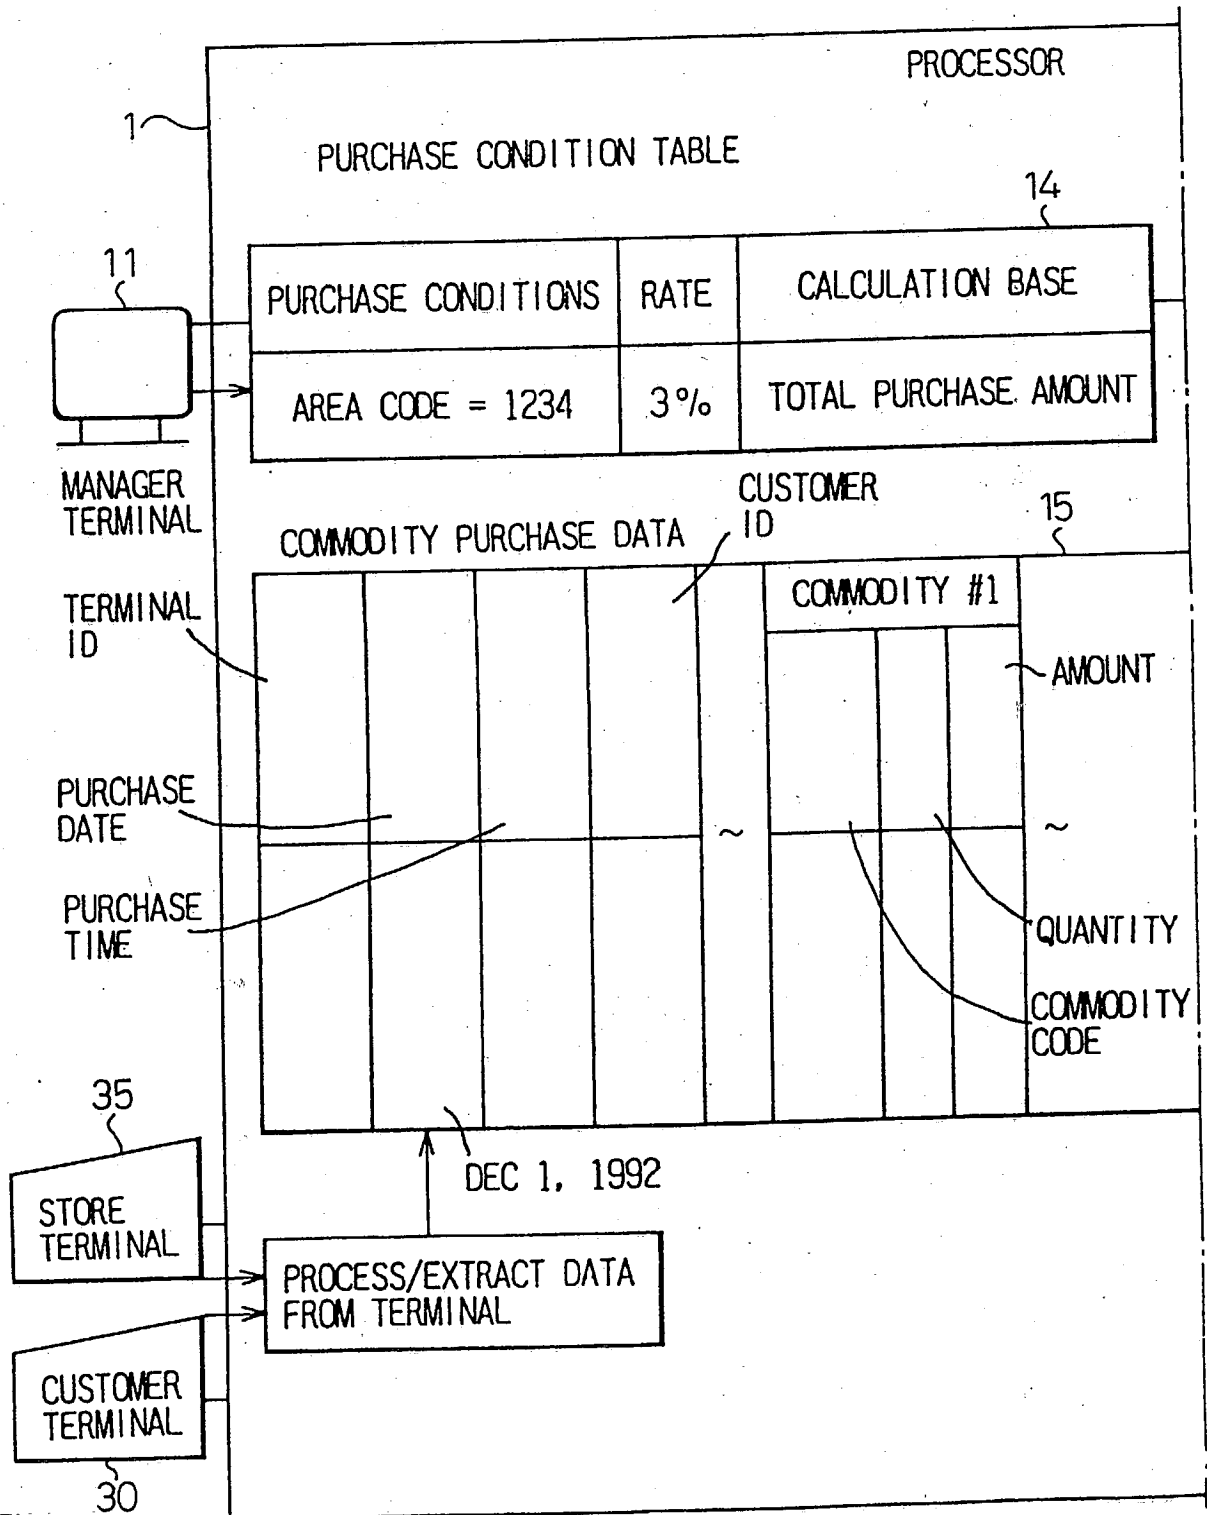 PROCESSOR
1
PURCHASE CONDITION TABLE
14
11
PURCHASE CONDITIONS
RATE
CALCULATION BASE
AREA CODE = 1234
3%
TOTAL PURCHASE AMOUNT
MANAGER
TERMINAL
CUSTOMER
ID
COMMODITY PURCHASE DATA
15
TERMINAL
ID
COMMODITY #1
AMOUNT
PURCHASE
DATE
~
~
PURCHASE
TIME
QUANTITY
COMMODITY
CODE
35
DEC 1, 1992
STORE
TERMINAL
PROCESS/EXTRACT DATA
FROM TERMINAL
CUSTOMER
TERMINAL
30